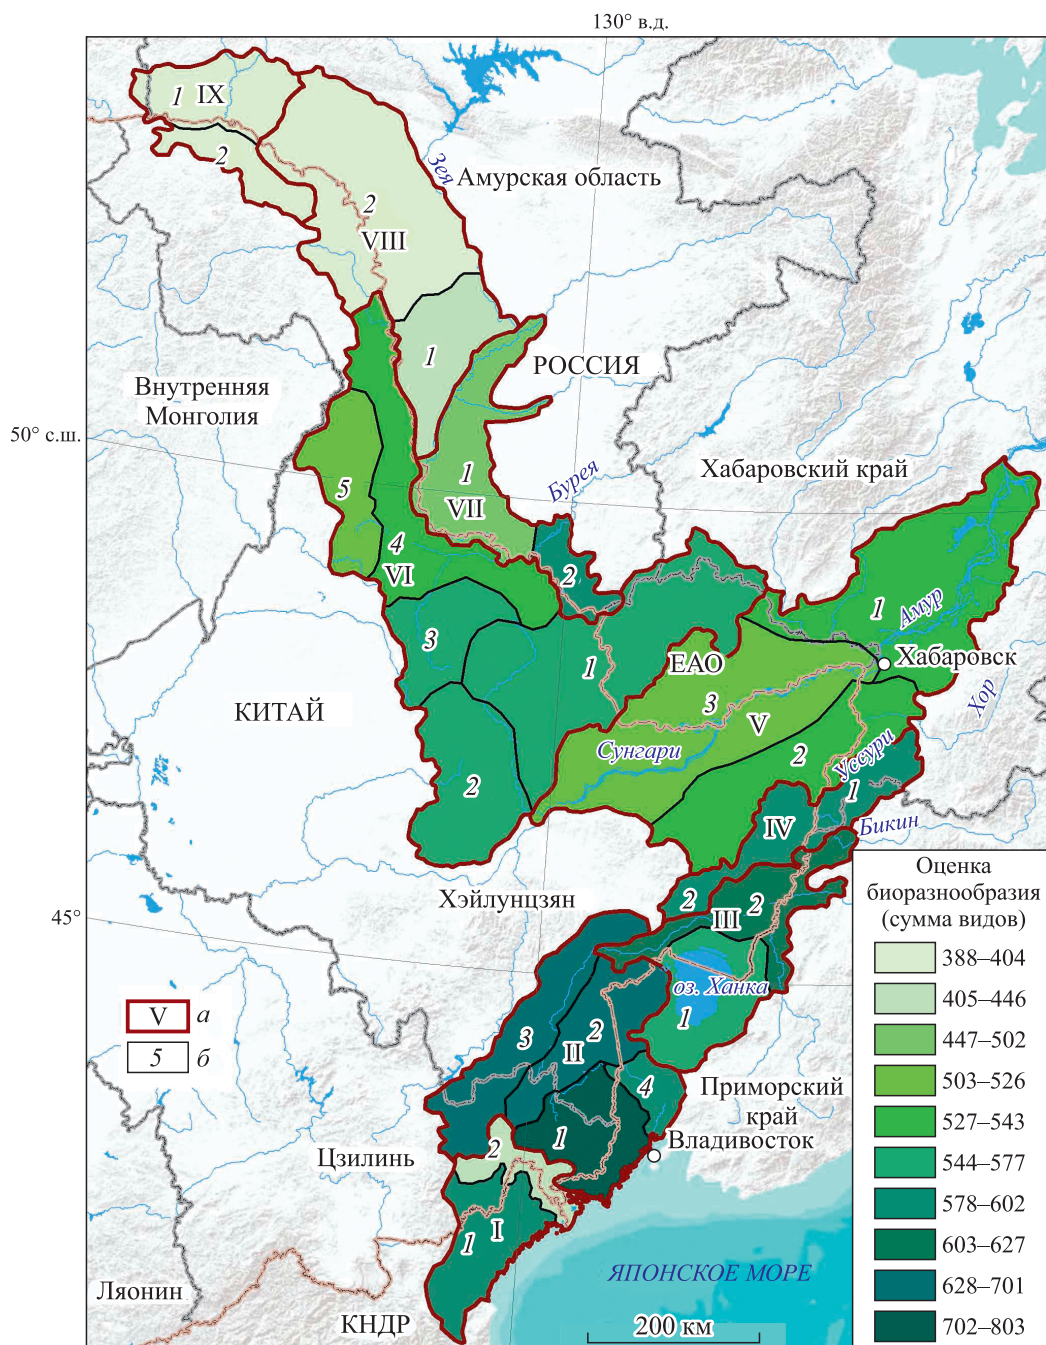 130° в.д.
1 IX
2
Зея
Амурская область
2
VIII
1
РОССИЯ
Внутренняя
Монголия
50° с.ш.
Хабаровский край
1
VII
Бурея
5
4
VI
2
1
Амур
3
1
ЕАО
Хабаровск
Хор
КИТАЙ
3
V
Сунгари
2
Уссури
2
1
IV
Бикин
Хэйлунцзян
45°
2
2
III
оз. Ханка
1
3
2
II
4
Приморский
край
1
Владивосток
2
Цзилинь
I
1
ЯПОНСКОЕ МОРЕ
Ляонин
КНДР
200 км
V а
5 б
Оценка
биоразнообразия
(сумма видов)
388–404
405–446
447–502
503–526
527–543
544–577
578–602
603–627
628–701
702–803